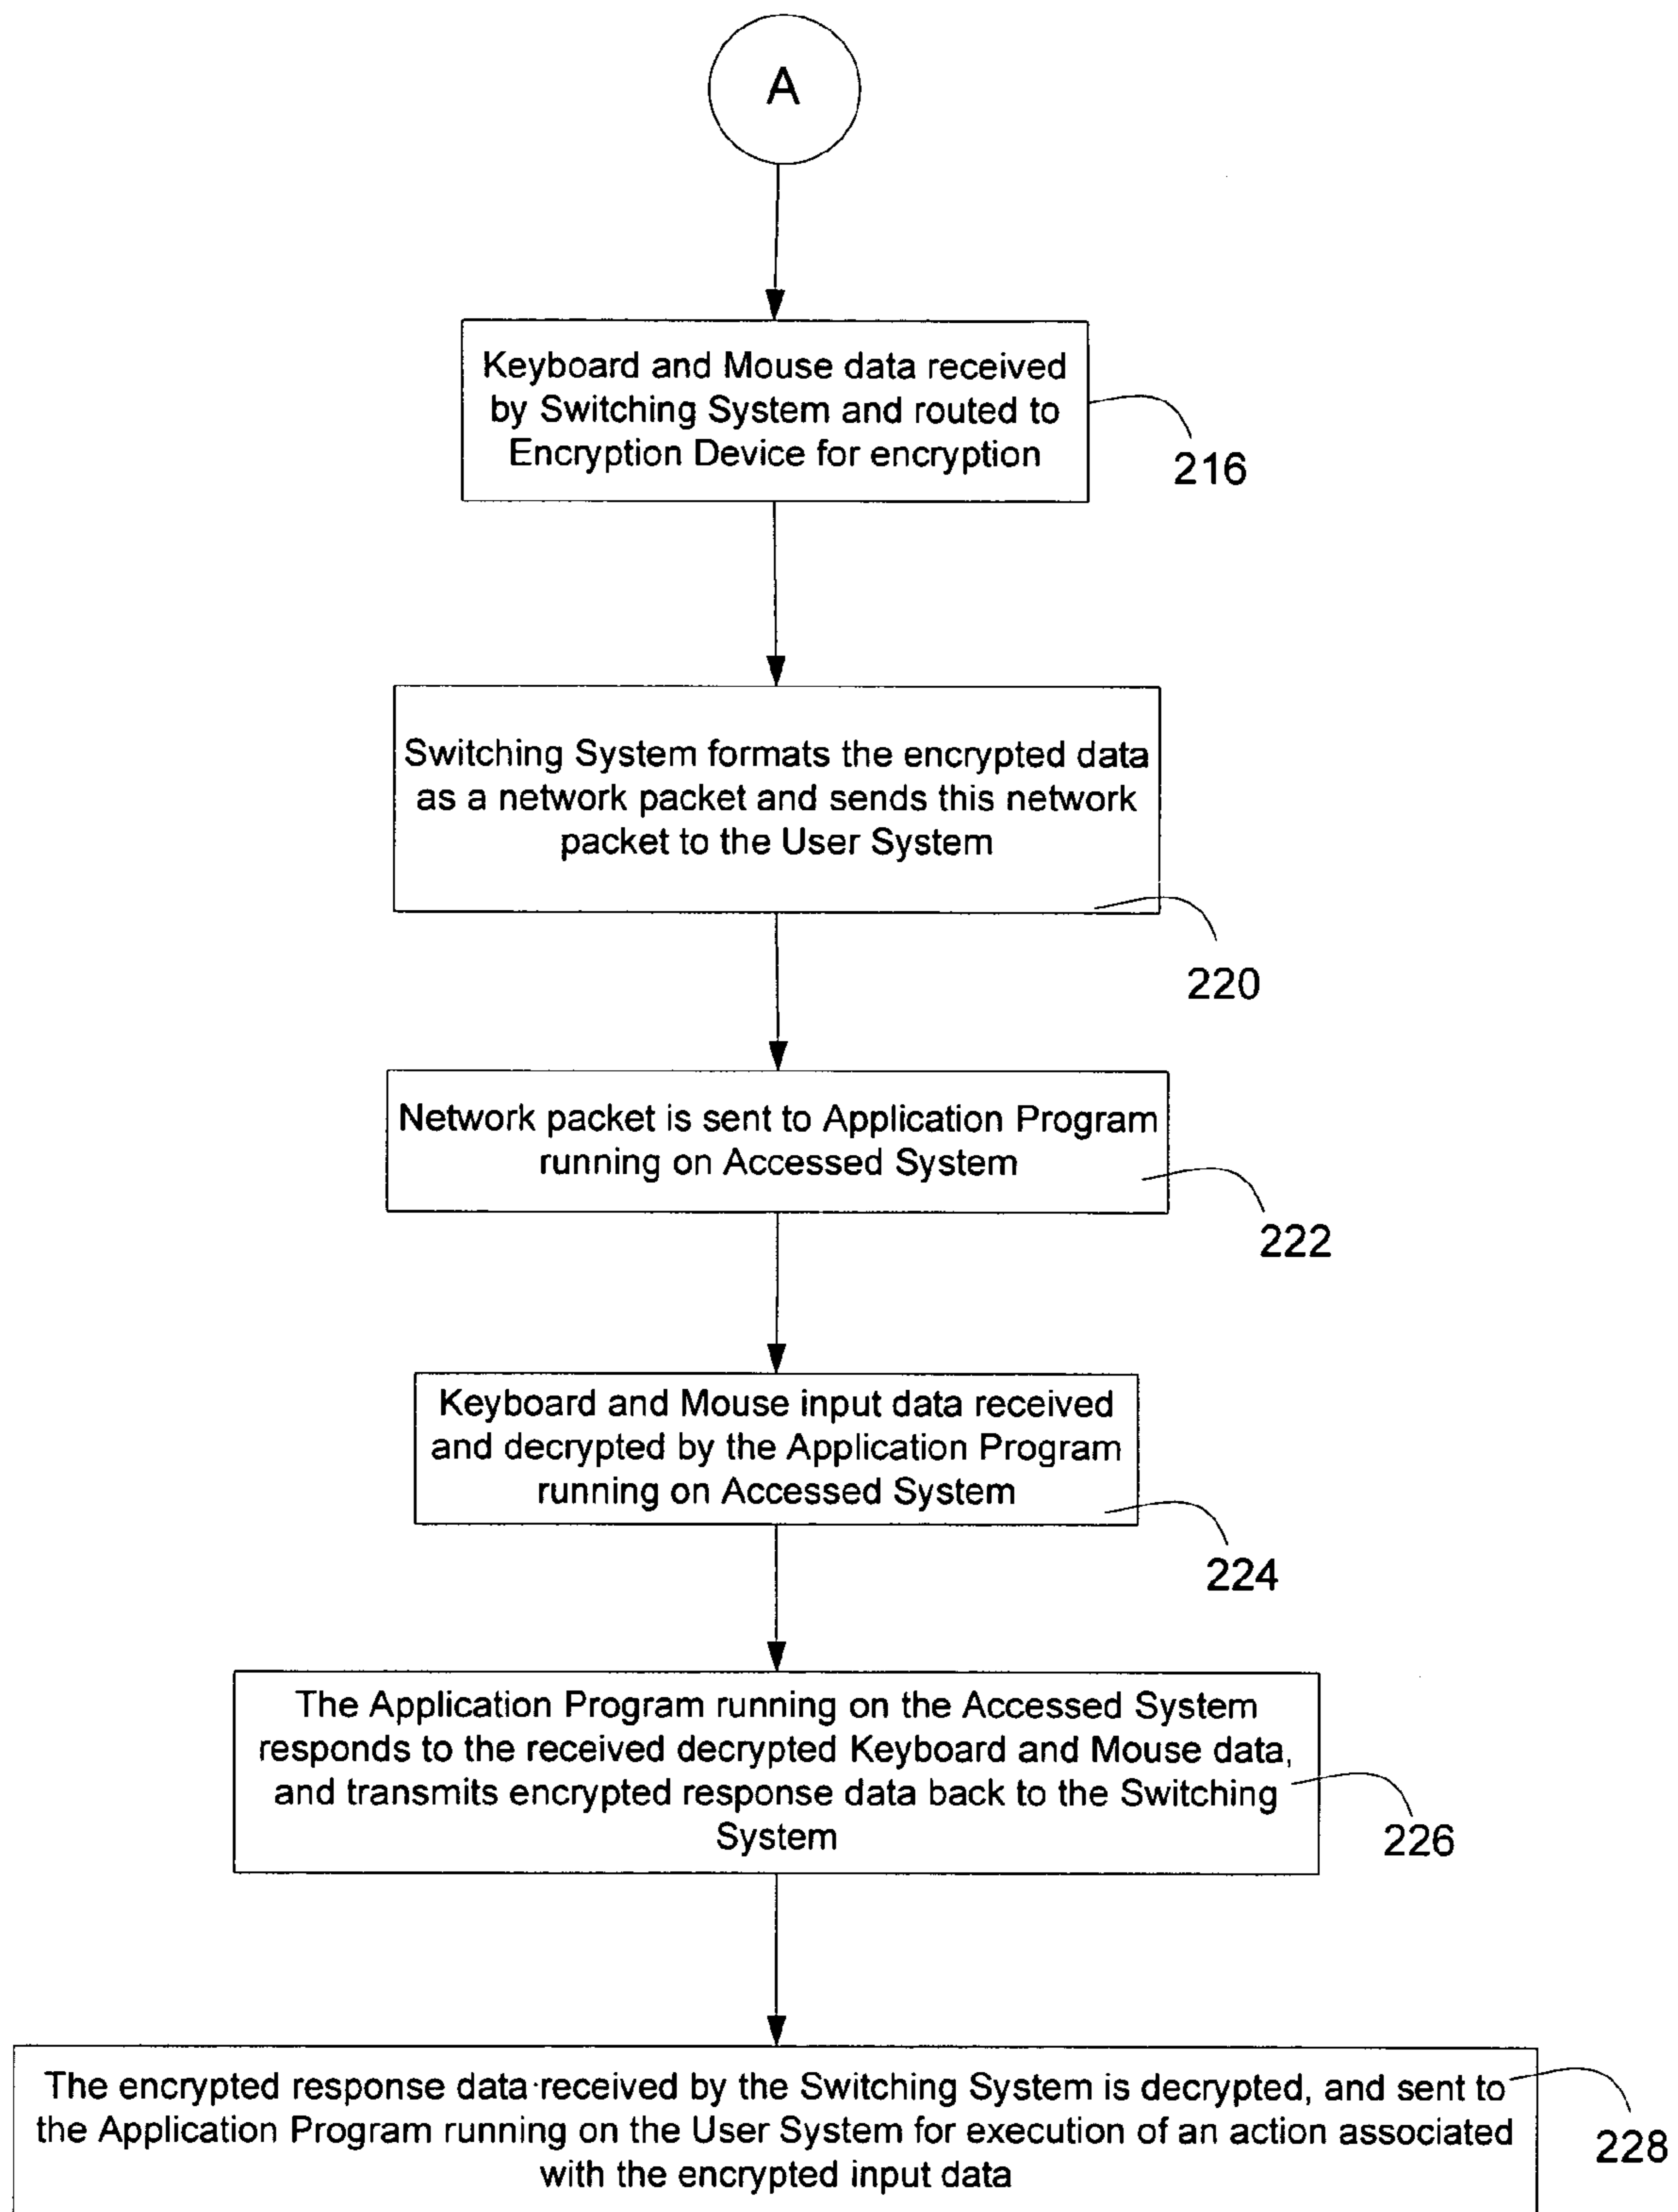 A
Keyboard and Mouse data received
by Switching System and routed to
Encryption Device for encryption
216
Switching System formats the encrypted data
as a network packet and sends this network
packet to the User System
220
Network packet is sent to Application Program
running on Accessed System
222
Keyboard and Mouse input data received
and decrypted by the Application Program
running on Accessed System
224
The Application Program running on the Accessed System
responds to the received decrypted Keyboard and Mouse data,
and transmits encrypted response data back to the Switching
System
226
The encrypted response data received by the Switching System is decrypted, and sent to
the Application Program running on the User System for execution of an action associated
with the encrypted input data
228